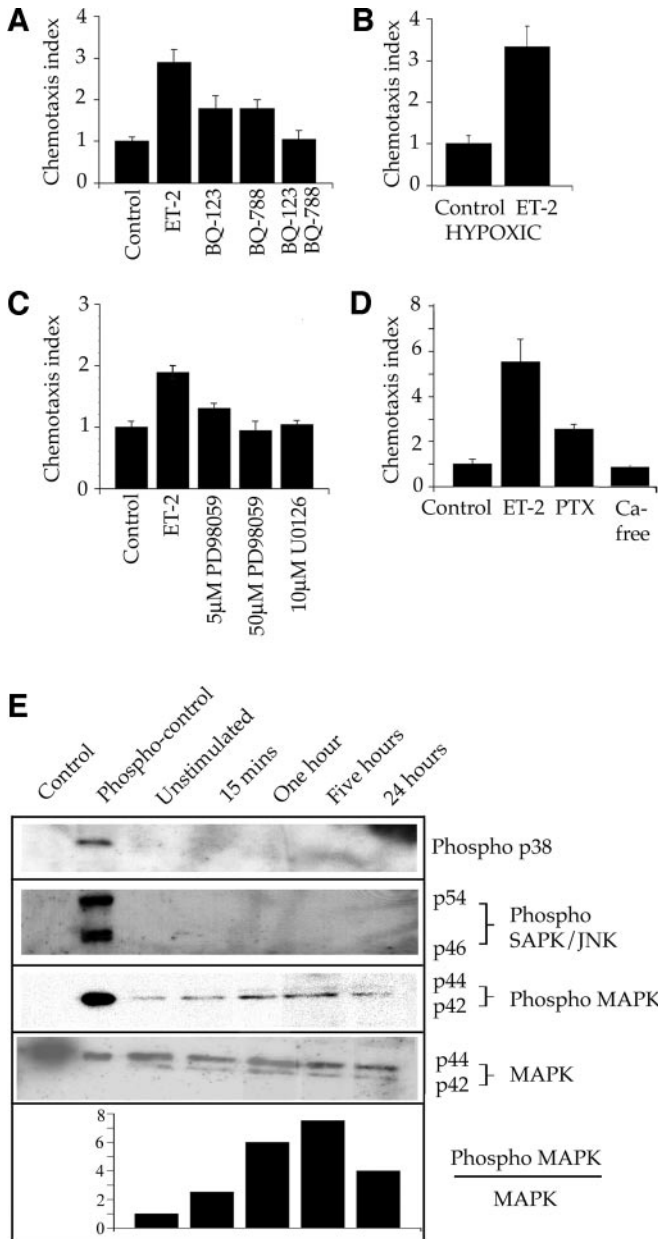 A
Chemotaxis index
4
3
2
1
0
Control
ET-2
BQ-123
BQ-788
BQ-123
BQ-788
B
Chemotaxis index
4
3
2
1
0
Control ET-2
HYPOXIC
C
Chemotaxis index
3
2
1
0
Control
ET-2
5µM PD98059
50µM PD98059
10µM U0126
D
Chemotaxis index
8
6
4
2
0
Control ET-2 PTX Ca-
free
E
Control
Phospho-control
Unstimulated
15 mins
One hour
Five hours
24 hours
Phospho p38
p54
p46
Phospho
SAPK/JNK
p44
p42
Phospho MAPK
p44
p42
MAPK
8
6
4
2
0
Phospho MAPK
MAPK